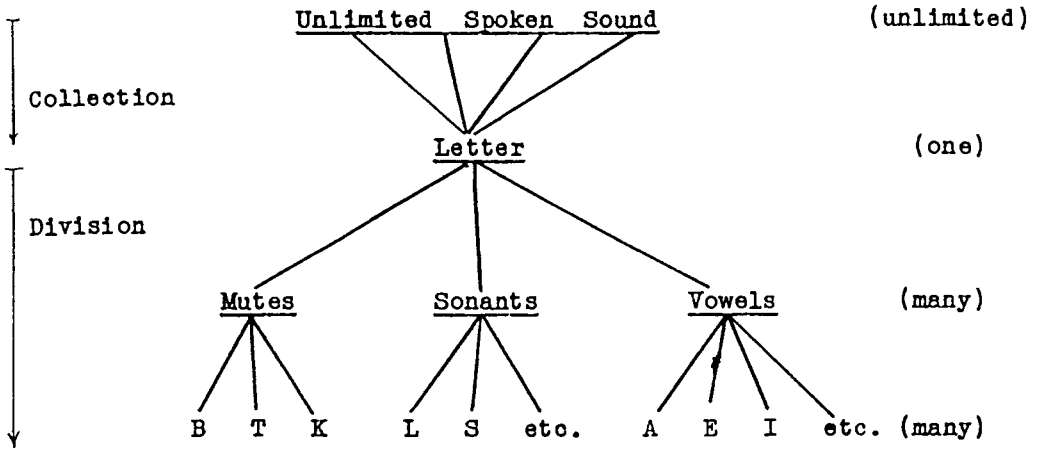 Unlimited Spoken Sound (unlimited)
Collection
Letter (one)
Division
Mutes Sonants Vowels (many)
B T K L S etc. A E I etc. (many)